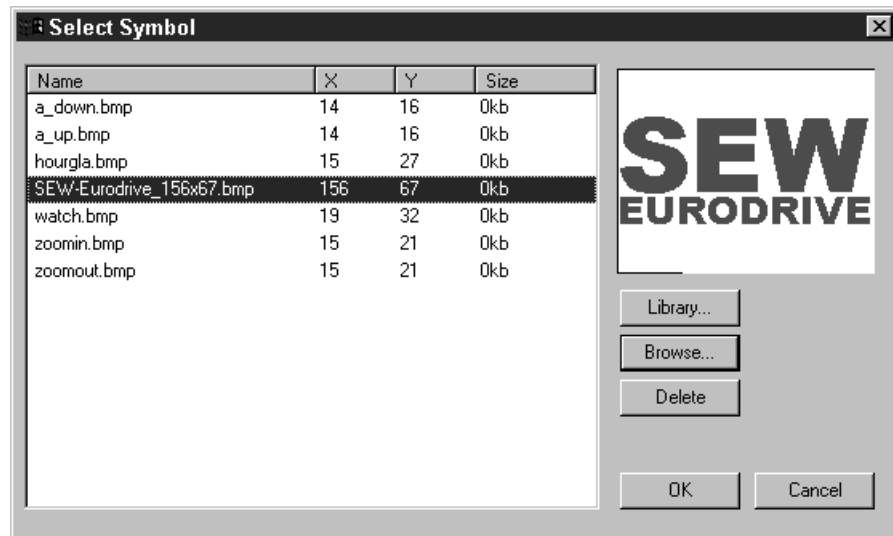 Select Symbol
Name X Y Size
a_down.bmp 14 16 0kb
a_up.bmp 14 16 0kb
hourgla.bmp 15 27 0kb
SEW-Eurodrive_156x67.bmp 156 67 0kb
watch.bmp 19 32 0kb
zoomin.bmp 15 21 0kb
zoomout.bmp 15 21 0kb
SEW
EURODRIVE
Library...
Browse...
Delete
OK Cancel